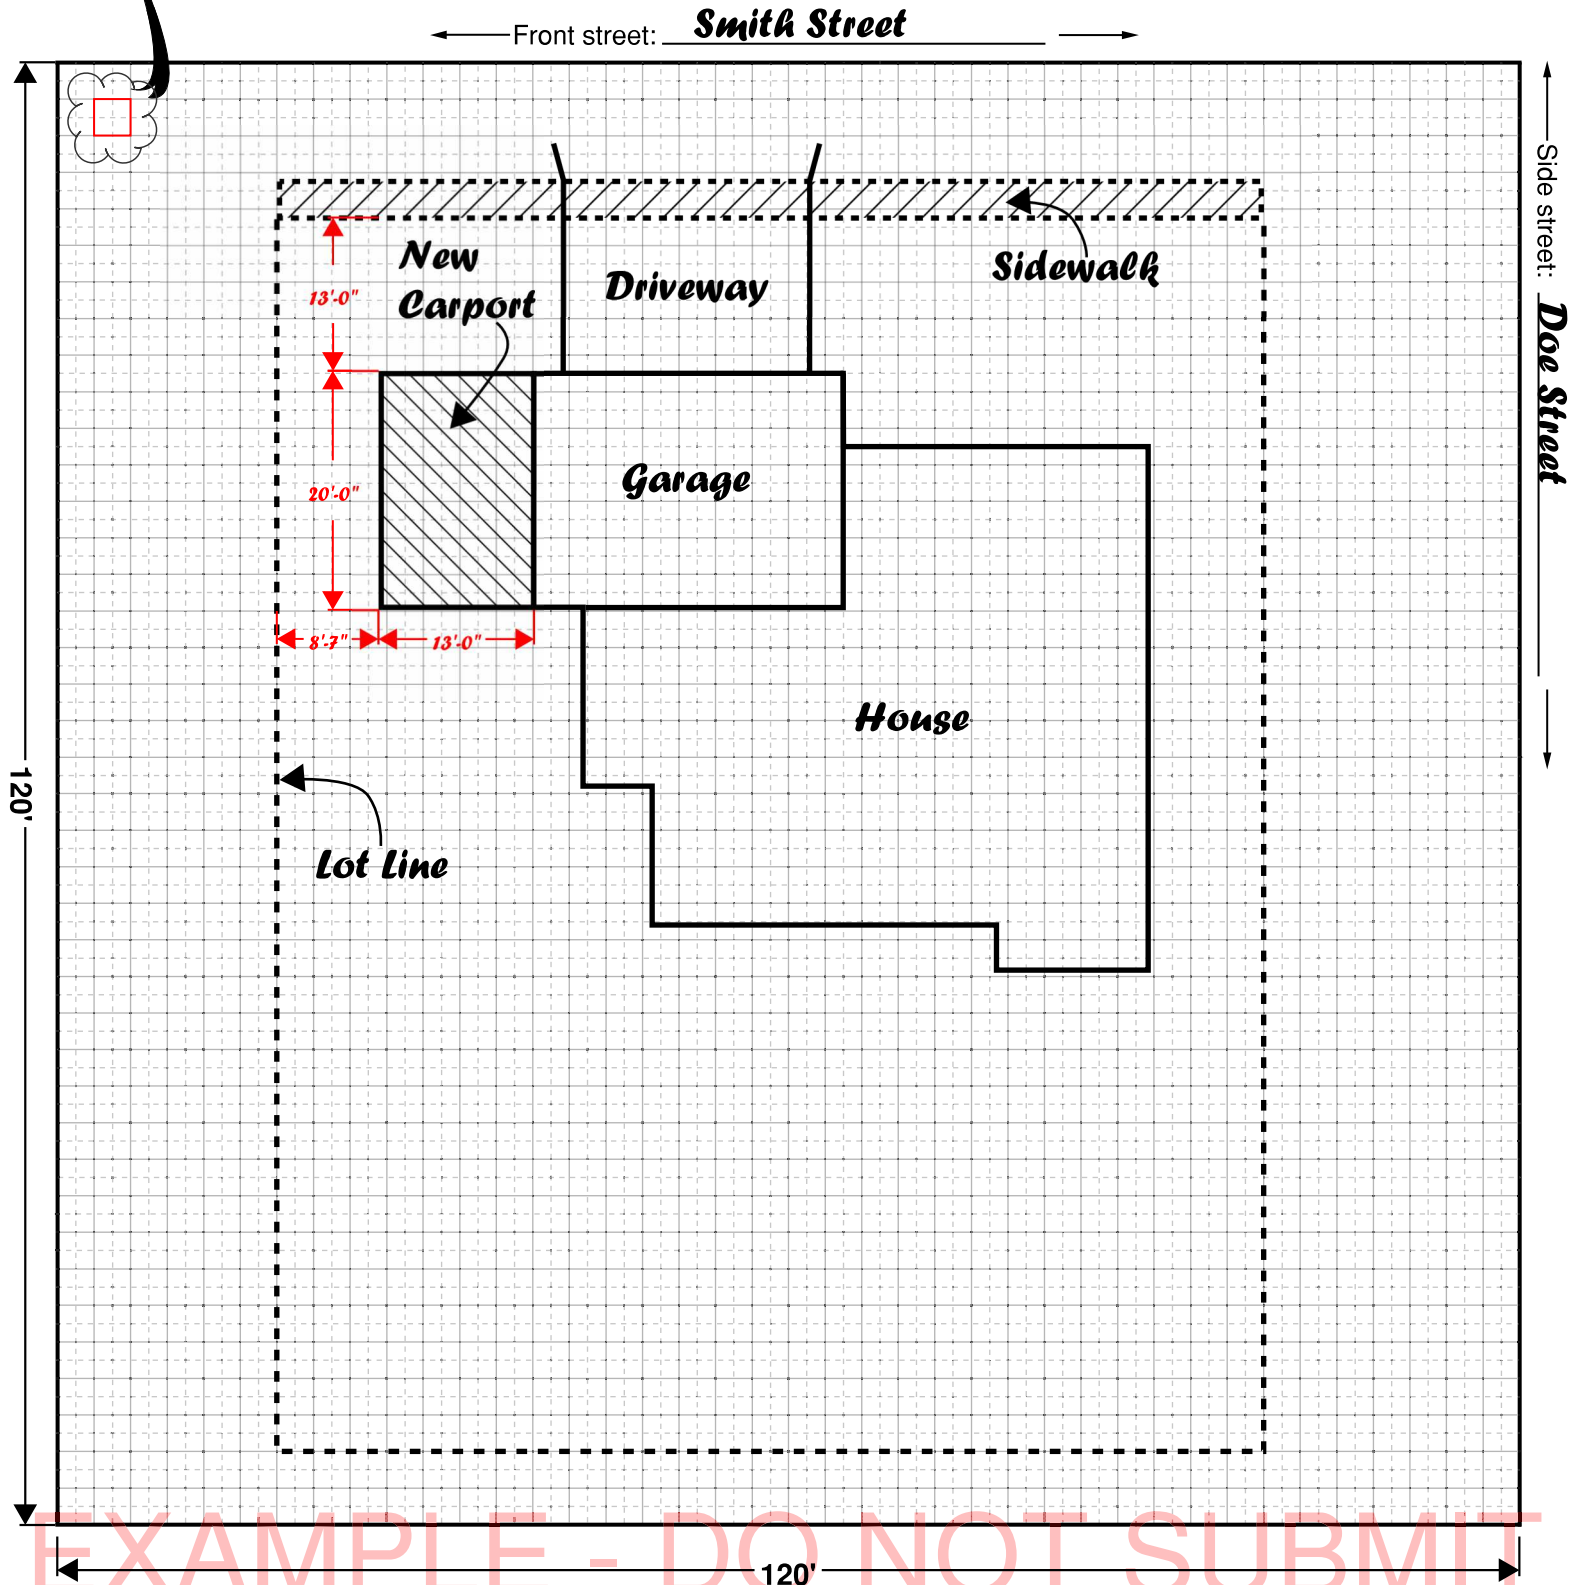 Front street: Smith Street
Side street: Doe Street
Sidewalk
New
Carport
Driveway
13'-0"
20'-0"
Garage
8'-7"
13'-0"
House
120'
Lot Line
EXAMPLE - DO NOT SUBMIT
120'